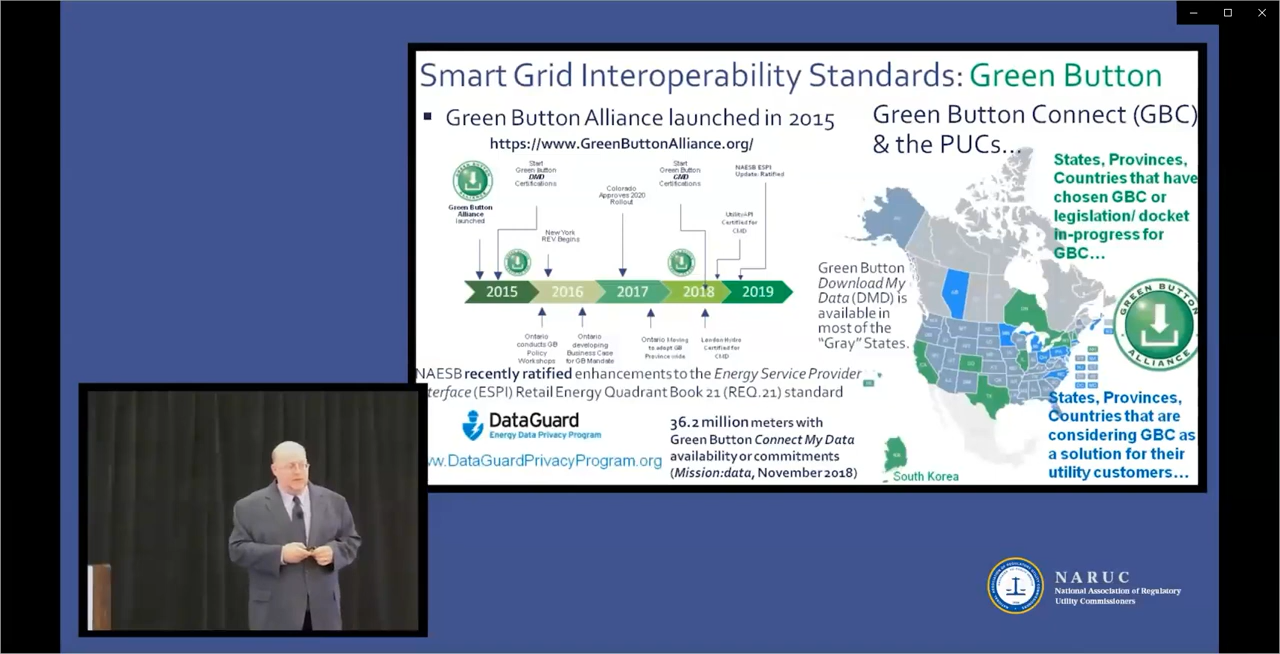 Smart Grid Interoperability Standards: Green Button
▪ Green Button Alliance launched in 2015
https://www.GreenButtonAlliance.org/
Green Button
Alliance
launched
Start
Green Button
DMD
Certifications
New York
REV Begins
Colorado
Approves 2020
Rollout
Start
Green Button
CMD
Certifications
UtilityAPI
Certified for
CMD
NAESB ESPI
Update: Ratified
2015 2016 2017 2018 2019
Ontario
conducts GB
Policy
Workshops
Ontario
developing
Business Case
for GB Mandate
Ontario Moving
to adopt GB
Province wide
London Hydro
Certified for
CMD
NAESB recently ratified enhancements to the Energy Service Provider
terface (ESPI) Retail Energy Quadrant Book 21 (REQ.21) standard
DataGuard
Energy Data Privacy Program
w.DataGuardPrivacyProgram.org
36.2 million meters with
Green Button Connect My Data
availability or commitments
(Mission:data, November 2018)
Green Button Connect (GBC)
& the PUCs...
States, Provinces,
Countries that have
chosen GBC or
legislation/ docket
in-progress for
GBC...
Green Button
Download My
Data (DMD) is
available in
most of the
"Gray" States.
GREEN BUTTON
ALLIANCE
States, Provinces,
Countries that are
considering GBC as
a solution for their
utility customers...
South Korea
NARUC
National Association of Regulatory
Utility Commissioners